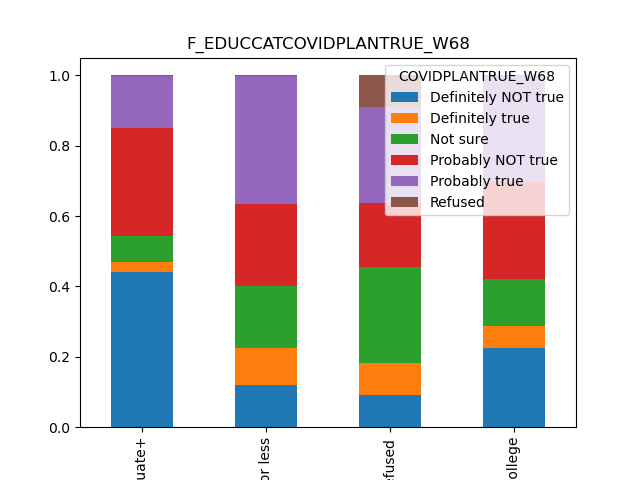 F_EDUCCATCOVIDPLANTRUE_W68
COVIDPLANTRUE_W68
Definitely NOT true
Definitely true
Not sure
Probably NOT true
Probably true
Refused
1.0
0.8
0.6
0.4
0.2
0.0
uate+
or less
efused
ollege